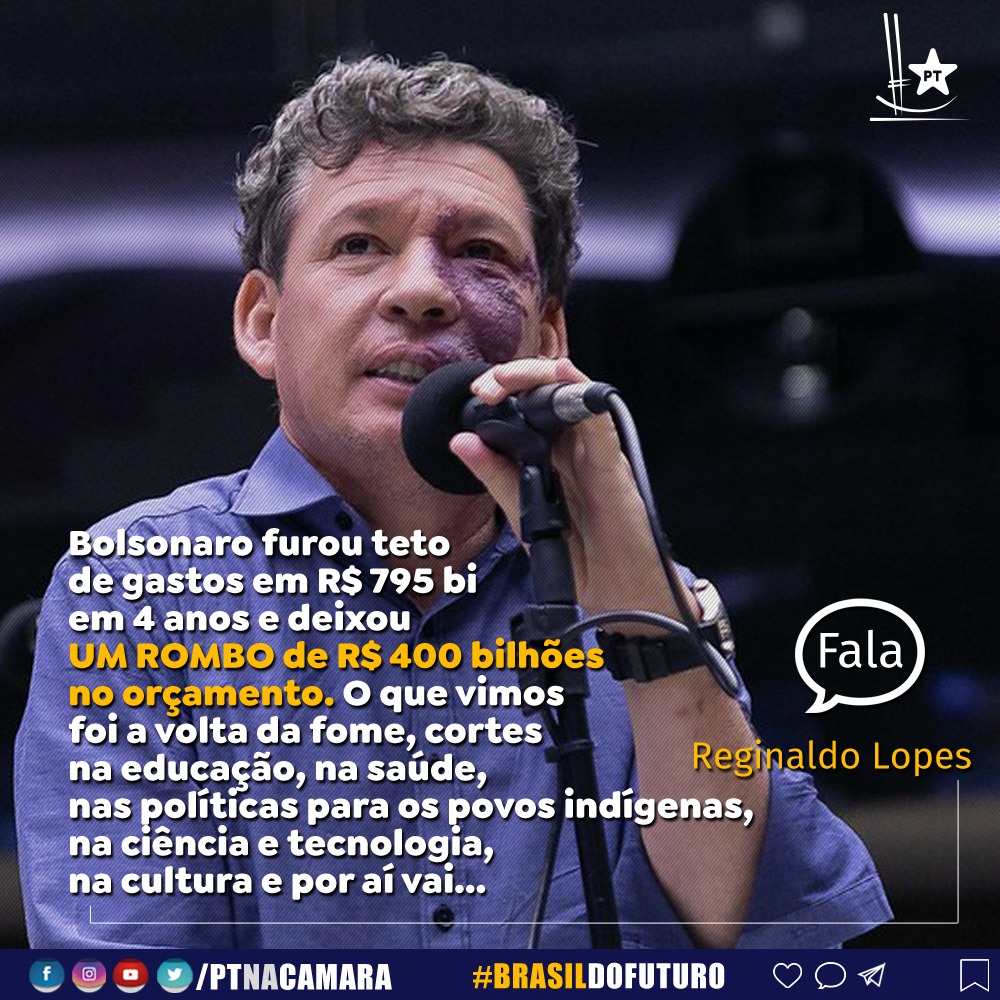 PT
Bolsonaro furou teto
de gastos em R$ 795 bi
em 4 anos e deixou
UM ROMBO de R$ 400 bilhões
no orçamento. O que vimos
foi a volta da fome, cortes
na educação, na saúde,
nas políticas para os povos indígenas,
na ciência e tecnologia,
na cultura e por aí vai...
Fala
Reginaldo Lopes
/PTNACAMARA
#BRASILDOFUTURO